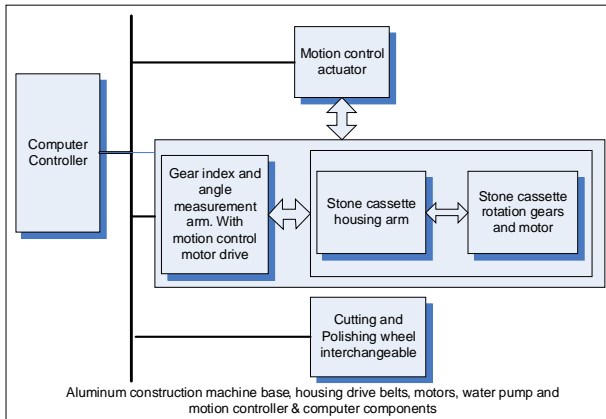 Motion control
actuator
Computer
Controller
Gear index and
angle
measurement
arm. With
motion control
motor drive
Stone cassette
housing arm
Stone cassette
rotation gears
and motor
Cutting and
Polishing wheel
interchangeable
Aluminum construction machine base, housing drive belts, motors, water pump and
motion controller & computer components